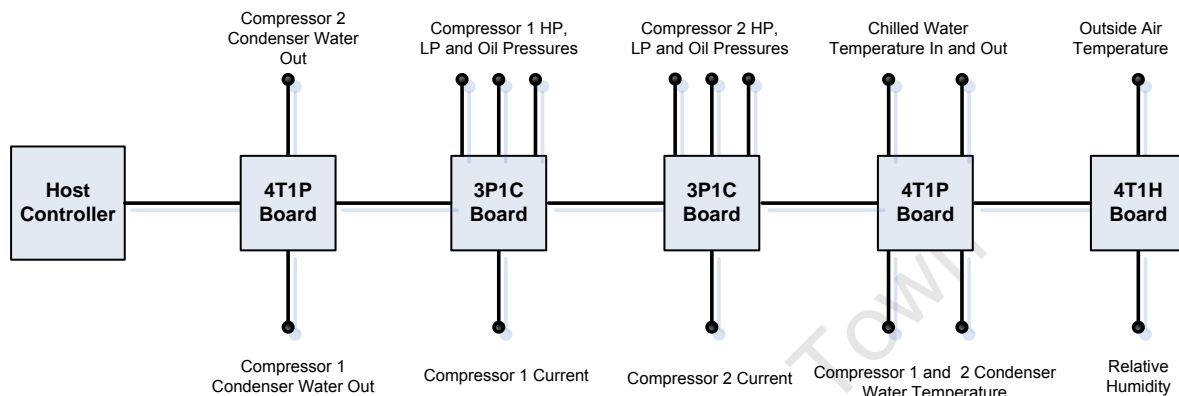 Compressor 2
Condenser Water
Out
Compressor 1 HP,
LP and Oil Pressures
Compressor 2 HP,
LP and Oil Pressures
Chilled Water
Temperature In and Out
Outside Air
Temperature
Host
Controller
4T1P
Board
3P1C
Board
3P1C
Board
4T1P
Board
4T1H
Board
Town
Compressor 1
Condenser Water Out
Compressor 1 Current
Compressor 2 Current
Compressor 1 and  2 Condenser
Water Temperature
Relative
Humidity